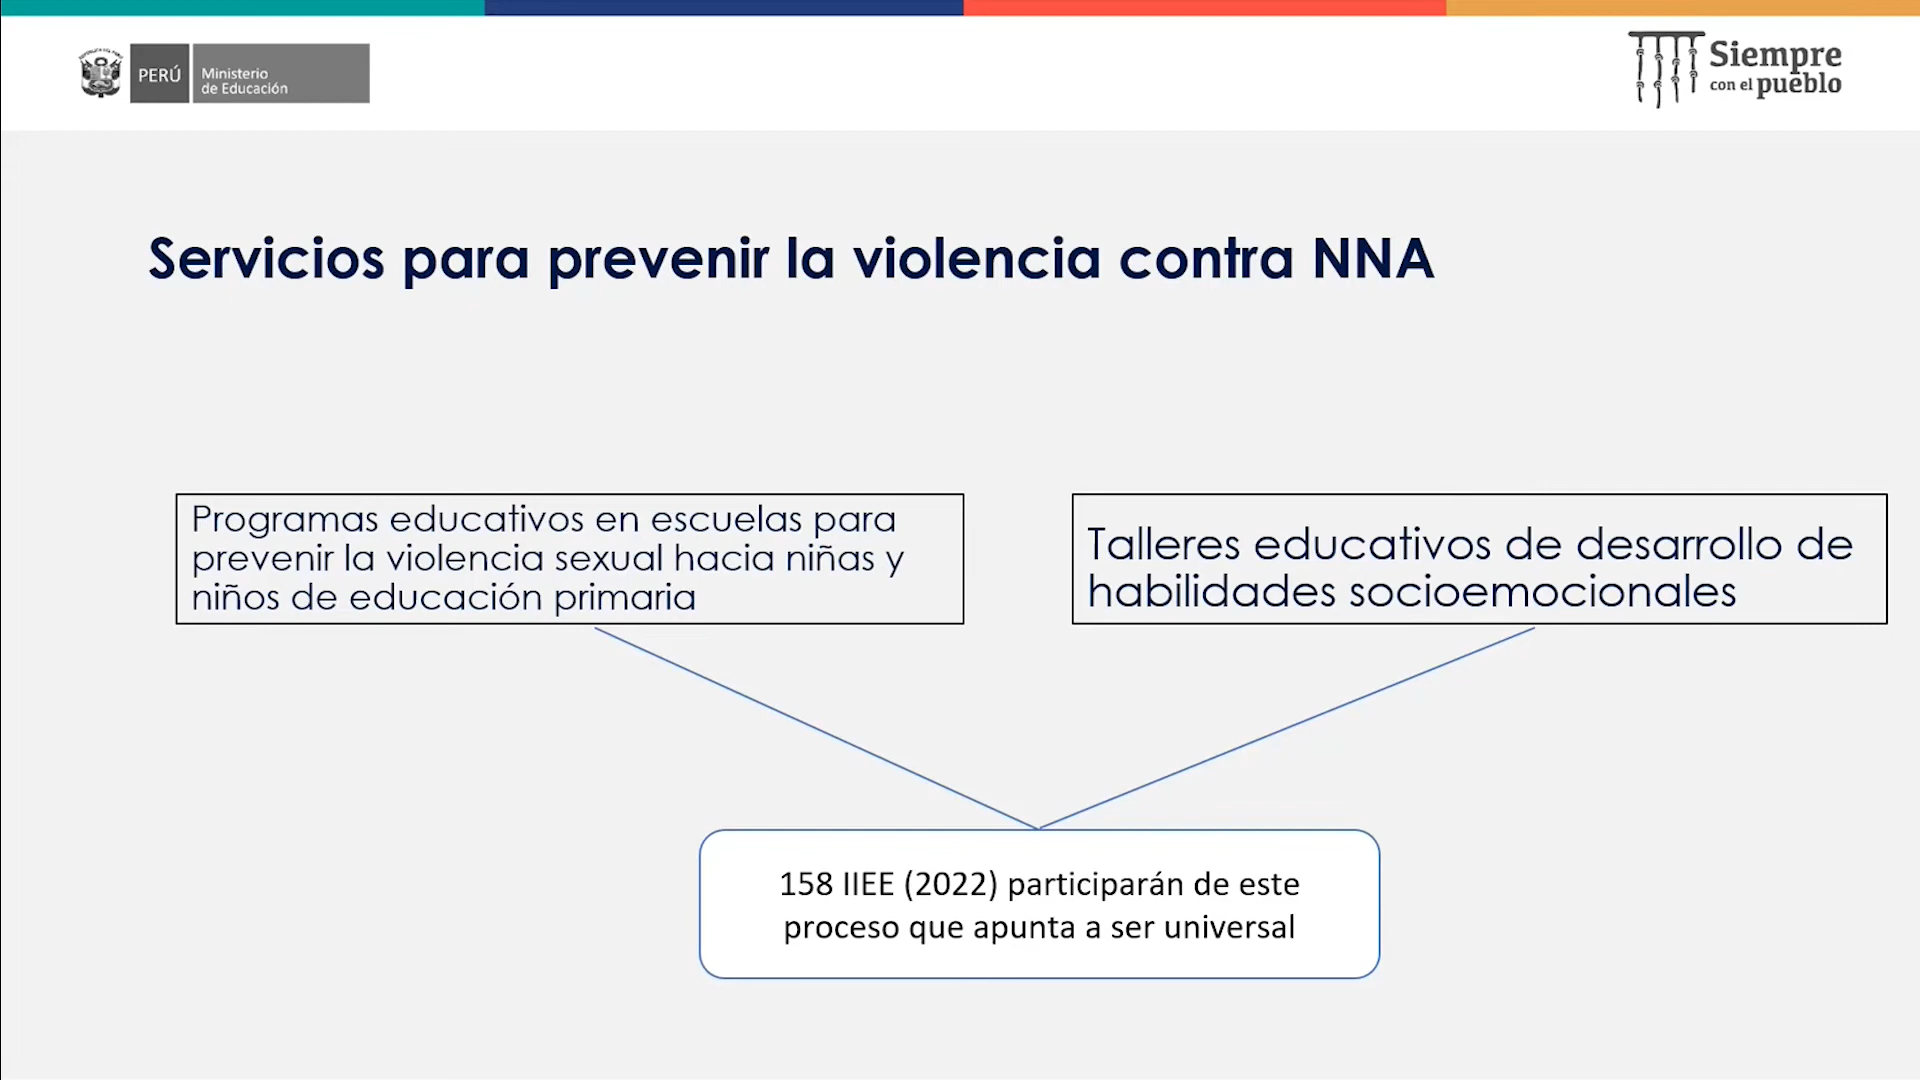 PERÚ
Ministerio
de Educación
Siempre
con el pueblo
Servicios para prevenir la violencia contra NNA
Programas educativos en escuelas para
prevenir la violencia sexual hacia niñas y
niños de educación primaria
Talleres educativos de desarrollo de
habilidades socioemocionales
158 IIEE (2022) participarán de este
proceso que apunta a ser universal